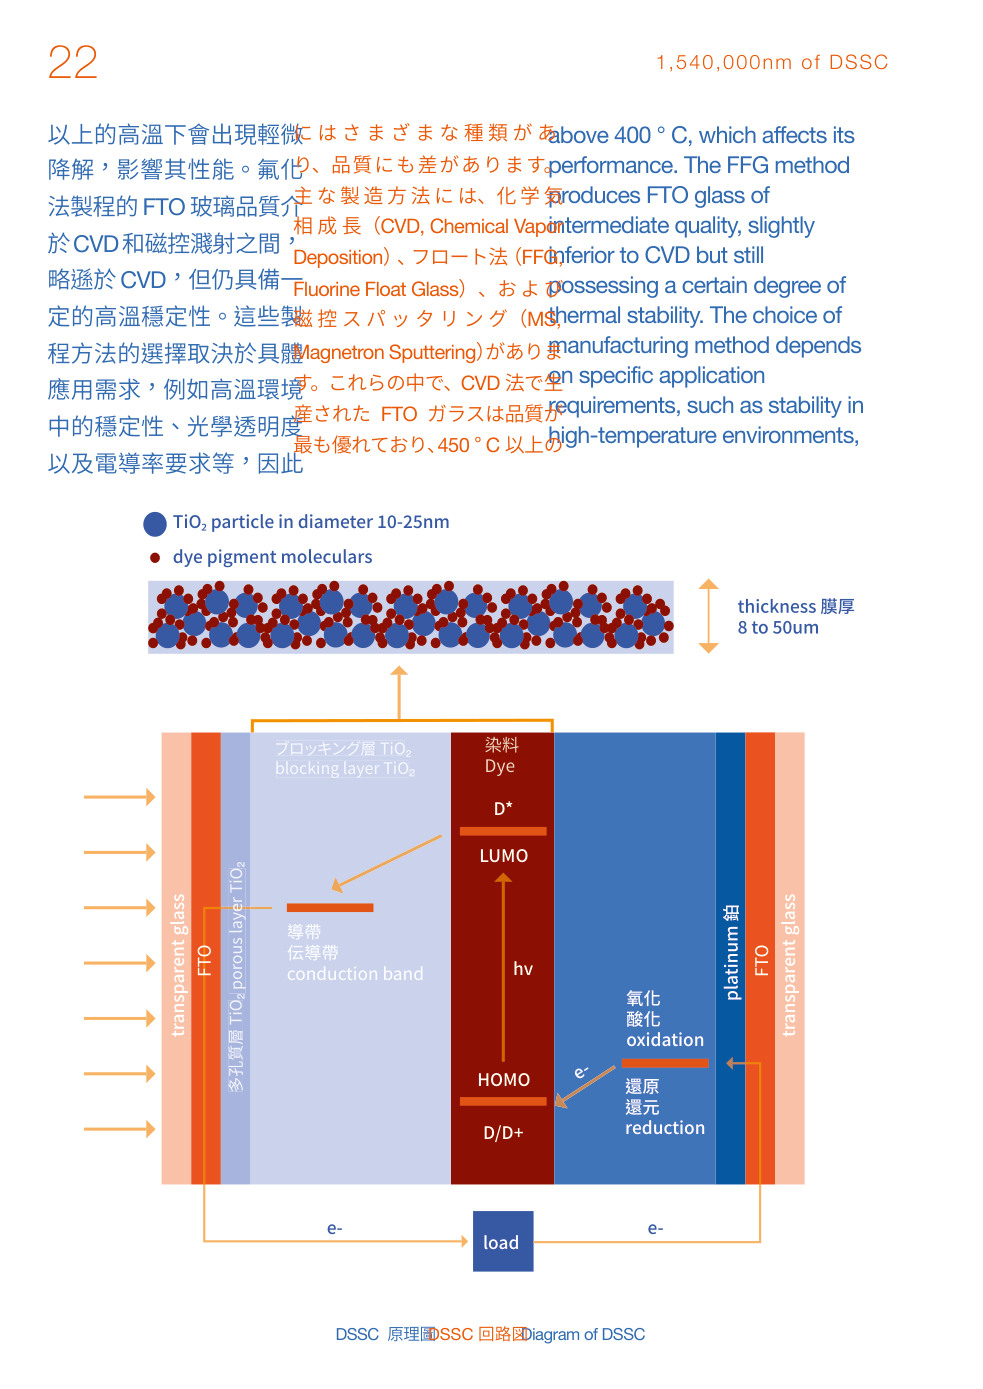 22
1,540,000nm of DSSC
以上的高溫下會出現輕微
降解，影響其性能。氟化
法製程的 FTO 玻璃品質介
於 CVD 和磁控濺射之間，
略遜於 CVD，但仍具備一
定的高溫穩定性。這些製
程方法的選擇取決於具體
應用需求，例如高溫環境
中的穩定性、光學透明度
以及電導率要求等，因此
にはさまざまな種類があ
り、品質にも差があります。
主な製造方法には、化学気
相成長（CVD, Chemical Vapor
Deposition）、フロート法（FFG,
Fluorine Float Glass）、および
磁控スパッタリング（MS,
Magnetron Sputtering）がありま
す。これらの中で、CVD 法で生
産された FTO ガラスは品質が
最も優れており、450 ° C 以上の
above 400 ° C, which affects its
performance. The FFG method
produces FTO glass of
intermediate quality, slightly
inferior to CVD but still
possessing a certain degree of
thermal stability. The choice of
manufacturing method depends
on specific application
requirements, such as stability in
high-temperature environments,
TiO₂ particle in diameter 10-25nm
dye pigment moleculars
thickness 膜厚
8 to 50um
ブロッキング層 TiO₂
blocking layer TiO₂
染料
Dye
D*
LUMO
hv
HOMO
D/D+
transparent glass
FTO
多孔質層 TiO₂ porous layer TiO₂
導帶
伝導帯
conduction band
氧化
酸化
oxidation
e-
還原
還元
reduction
platinum 鉑
FTO
transparent glass
e-
load
e-
DSSC 原理圖
DSSC 回路図
Diagram of DSSC